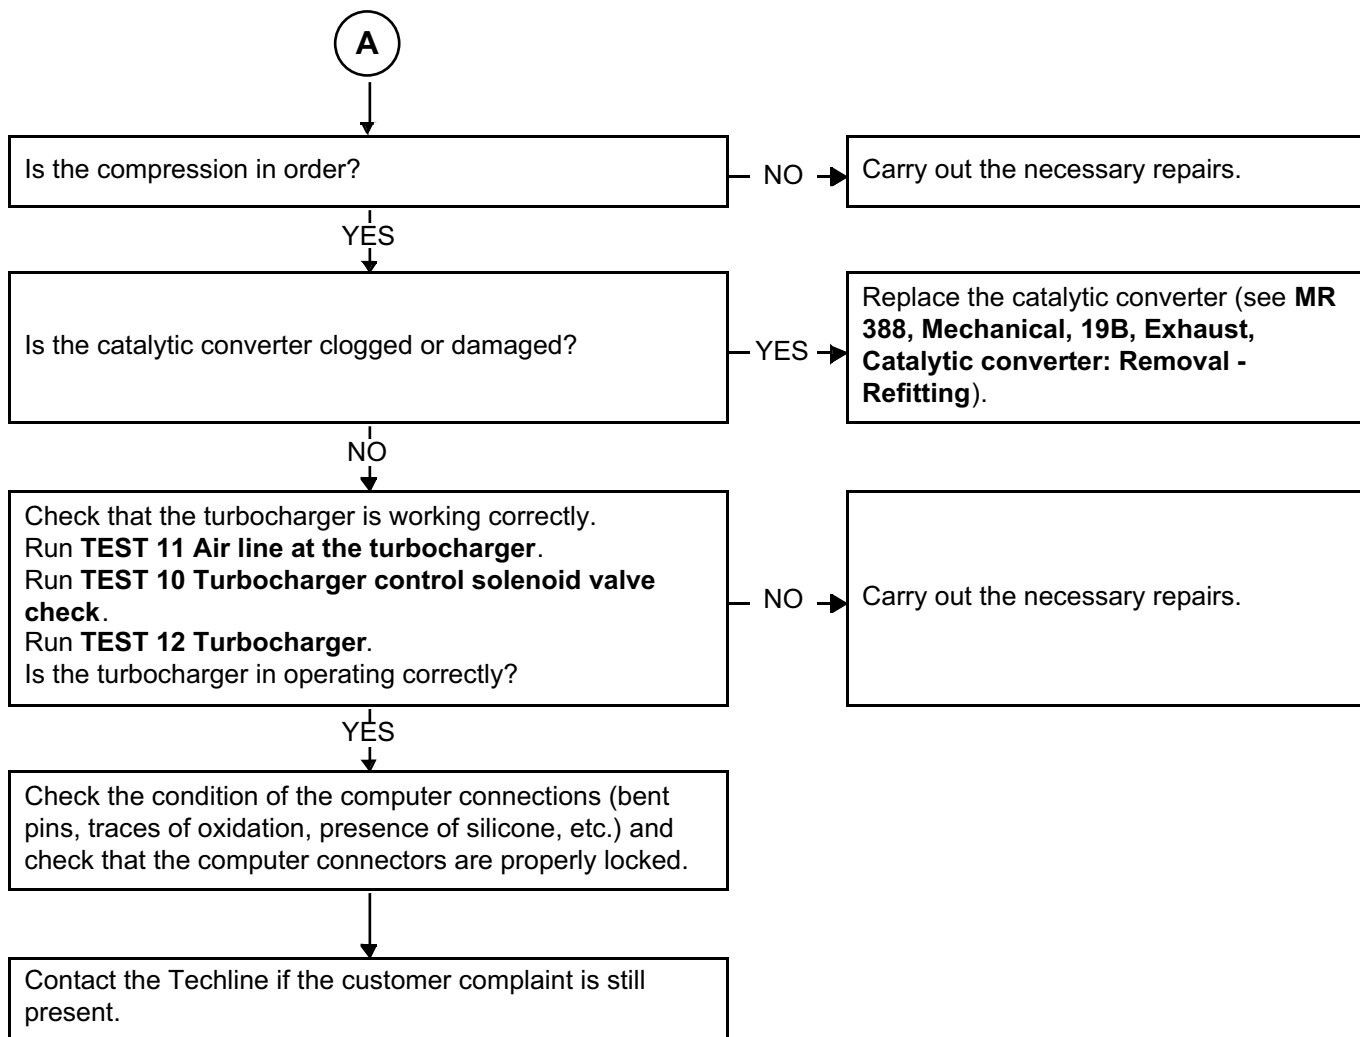 A
Is the compression in order?
NO
Carry out the necessary repairs.
YES
Is the catalytic converter clogged or damaged?
YES
Replace the catalytic converter (see MR
388, Mechanical, 19B, Exhaust,
Catalytic converter: Removal -
Refitting).
NO
Check that the turbocharger is working correctly.
Run TEST 11 Air line at the turbocharger.
Run TEST 10 Turbocharger control solenoid valve
check.
Run TEST 12 Turbocharger.
Is the turbocharger in operating correctly?
NO
Carry out the necessary repairs.
YES
Check the condition of the computer connections (bent
pins, traces of oxidation, presence of silicone, etc.) and
check that the computer connectors are properly locked.
Contact the Techline if the customer complaint is still
present.